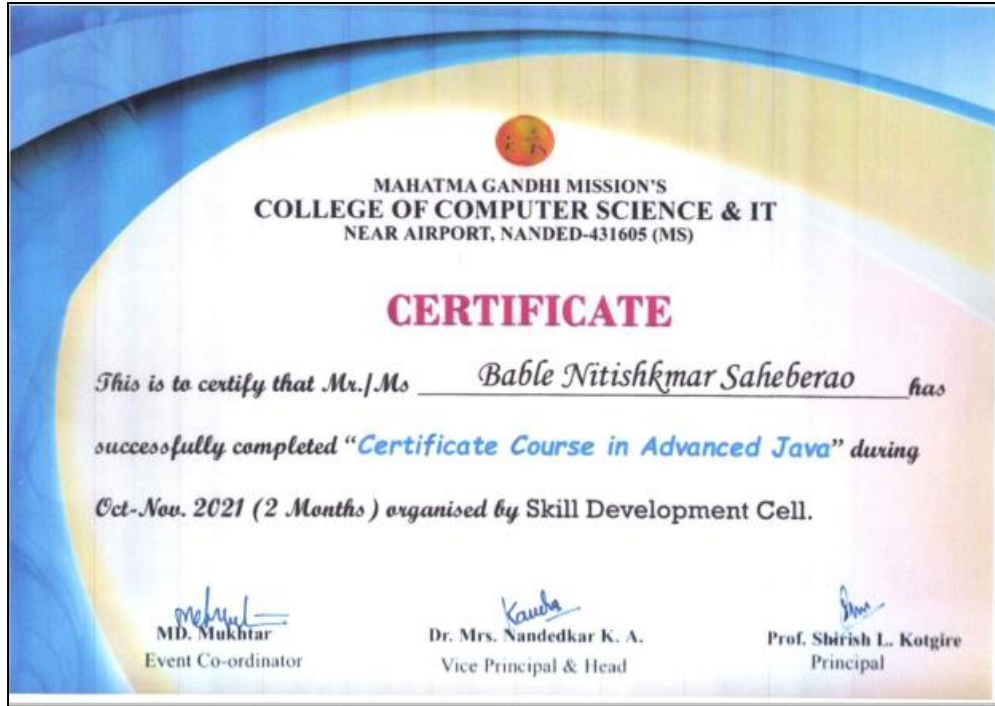 MAHATMA GANDHI MISSION'S
COLLEGE OF COMPUTER SCIENCE & IT
NEAR AIRPORT, NANDED-431605 (MS)
CERTIFICATE
This is to certify that Mr./Ms Bable Nitishkmar Saheberao has
successfully completed "Certificate Course in Advanced Java" during
Oct-Nov. 2021 (2 Months) organised by Skill Development Cell.
MD. Mukhtar Dr. Mrs. Nandedkar K. A. Prof. Shirish L. Kotgire
Event Co-ordinator Vice Principal & Head Principal